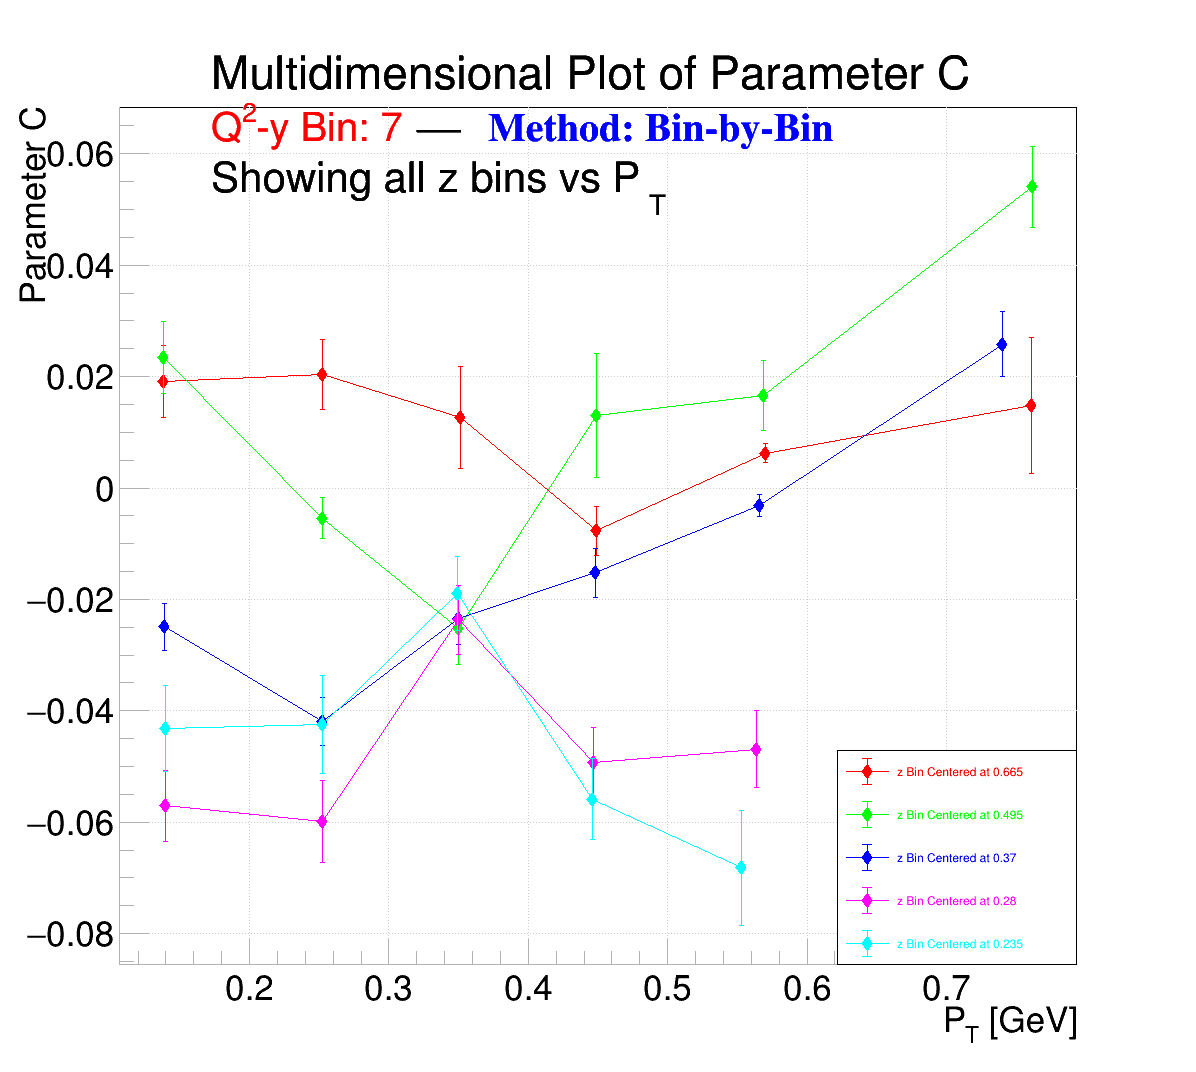 Multidimensional Plot of Parameter C
Q²-y Bin: 7 — Method: Bin-by-Bin
Showing all z bins vs P_T
Parameter C
0.06
0.04
0.02
0
−0.02
−0.04
−0.06
−0.08
z Bin Centered at 0.665
z Bin Centered at 0.495
z Bin Centered at 0.37
z Bin Centered at 0.28
z Bin Centered at 0.235
0.2 0.3 0.4 0.5 0.6 0.7
P_T [GeV]